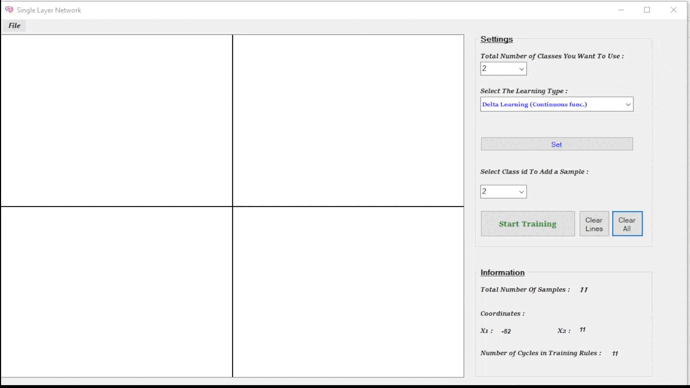 Single Layer Network
File
Settings
Total Number of Classes You Want To Use :
2
Select The Learning Type :
Delta Learning (Continuous func.)
Set
Select Class id To Add a Sample :
2
Start Training
Clear Lines
Clear All
Information
Total Number Of Samples : 11
Coordinates :
X1 : -52 X2 : 11
Number of Cycles in Training Rules : 11